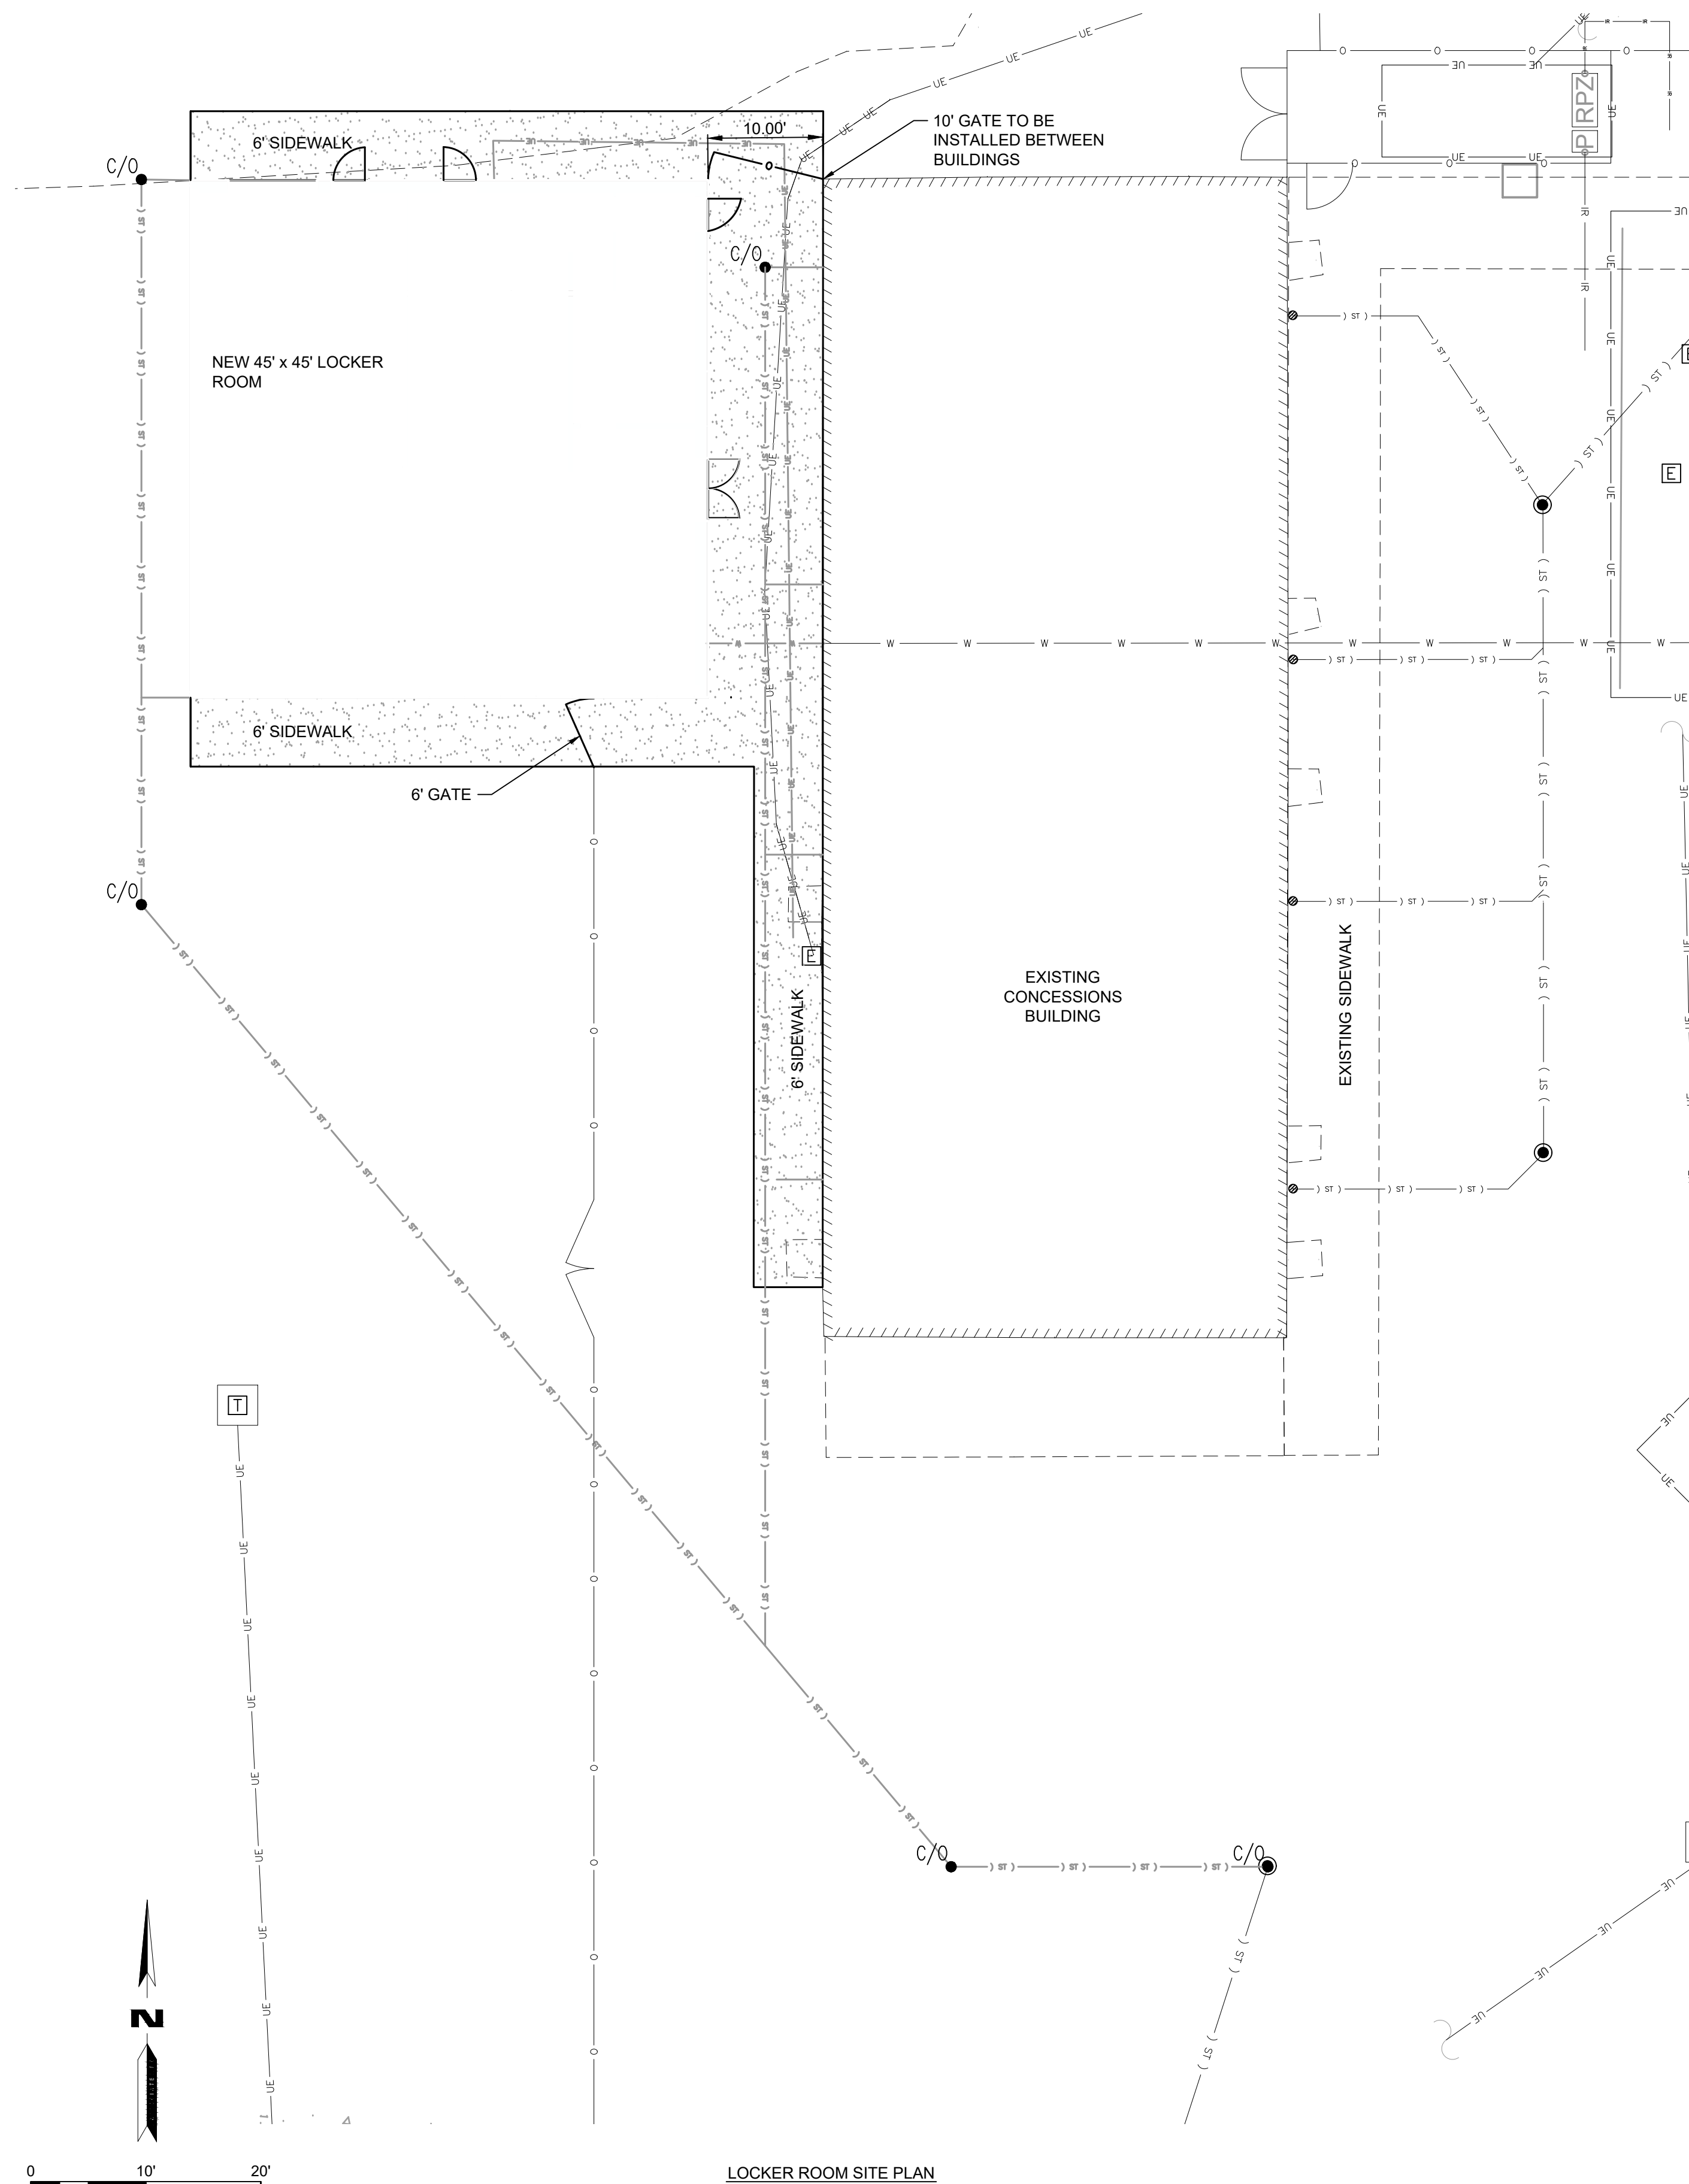 10' GATE TO BE
INSTALLED BETWEEN
BUILDINGS
10.00'
6' SIDEWALK
C/O
P RPZ
C/O
NEW 45' x 45' LOCKER
ROOM
E
6' SIDEWALK
6' GATE
C/O
E
6' SIDEWALK
EXISTING
CONCESSIONS
BUILDING
EXISTING SIDEWALK
T
C/O
C/O
N
0 10' 20'
LOCKER ROOM SITE PLAN